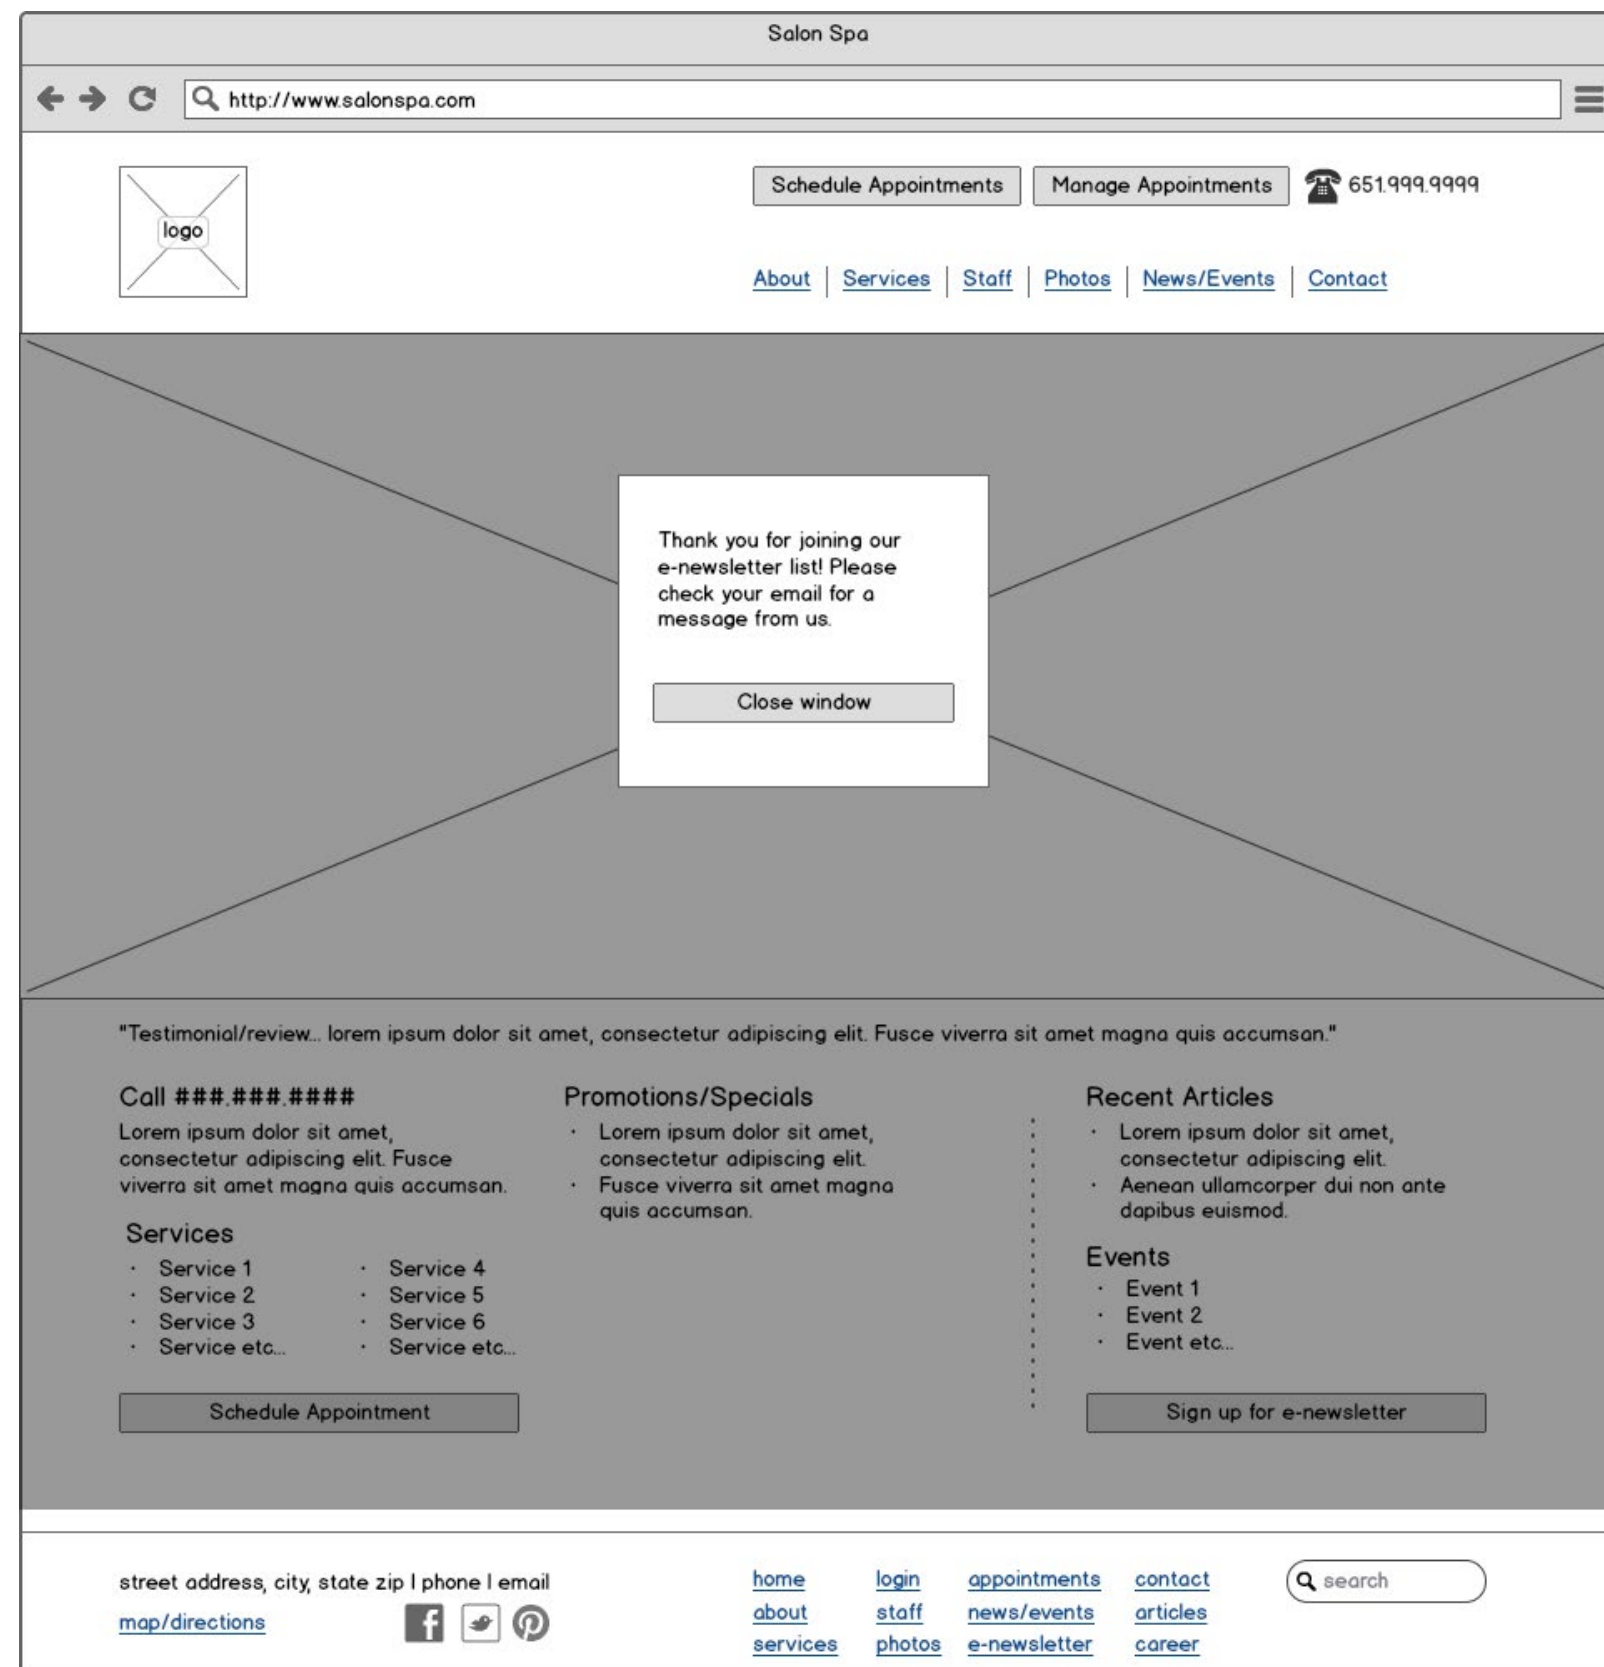 Salon Spa
http://www.salonspa.com
logo
Schedule Appointments
Manage Appointments
651.999.9999
About
Services
Staff
Photos
News/Events
Contact
Thank you for joining our
e-newsletter list! Please
check your email for a
message from us.
Close window
"Testimonial/review... lorem ipsum dolor sit amet, consectetur adipiscing elit. Fusce viverra sit amet magna quis accumsan."
Call ###.###.####
Lorem ipsum dolor sit amet,
consectetur adipiscing elit. Fusce
viverra sit amet magna quis accumsan.
Services
· Service 1
· Service 2
· Service 3
· Service etc...
· Service 4
· Service 5
· Service 6
· Service etc...
Schedule Appointment
Promotions/Specials
· Lorem ipsum dolor sit amet,
consectetur adipiscing elit.
· Fusce viverra sit amet magna
quis accumsan.
Recent Articles
· Lorem ipsum dolor sit amet,
consectetur adipiscing elit.
· Aenean ullamcorper dui non ante
dapibus euismod.
Events
· Event 1
· Event 2
· Event etc...
Sign up for e-newsletter
street address, city, state zip | phone | email
map/directions
home
about
services
login
staff
photos
appointments
news/events
e-newsletter
contact
articles
career
search